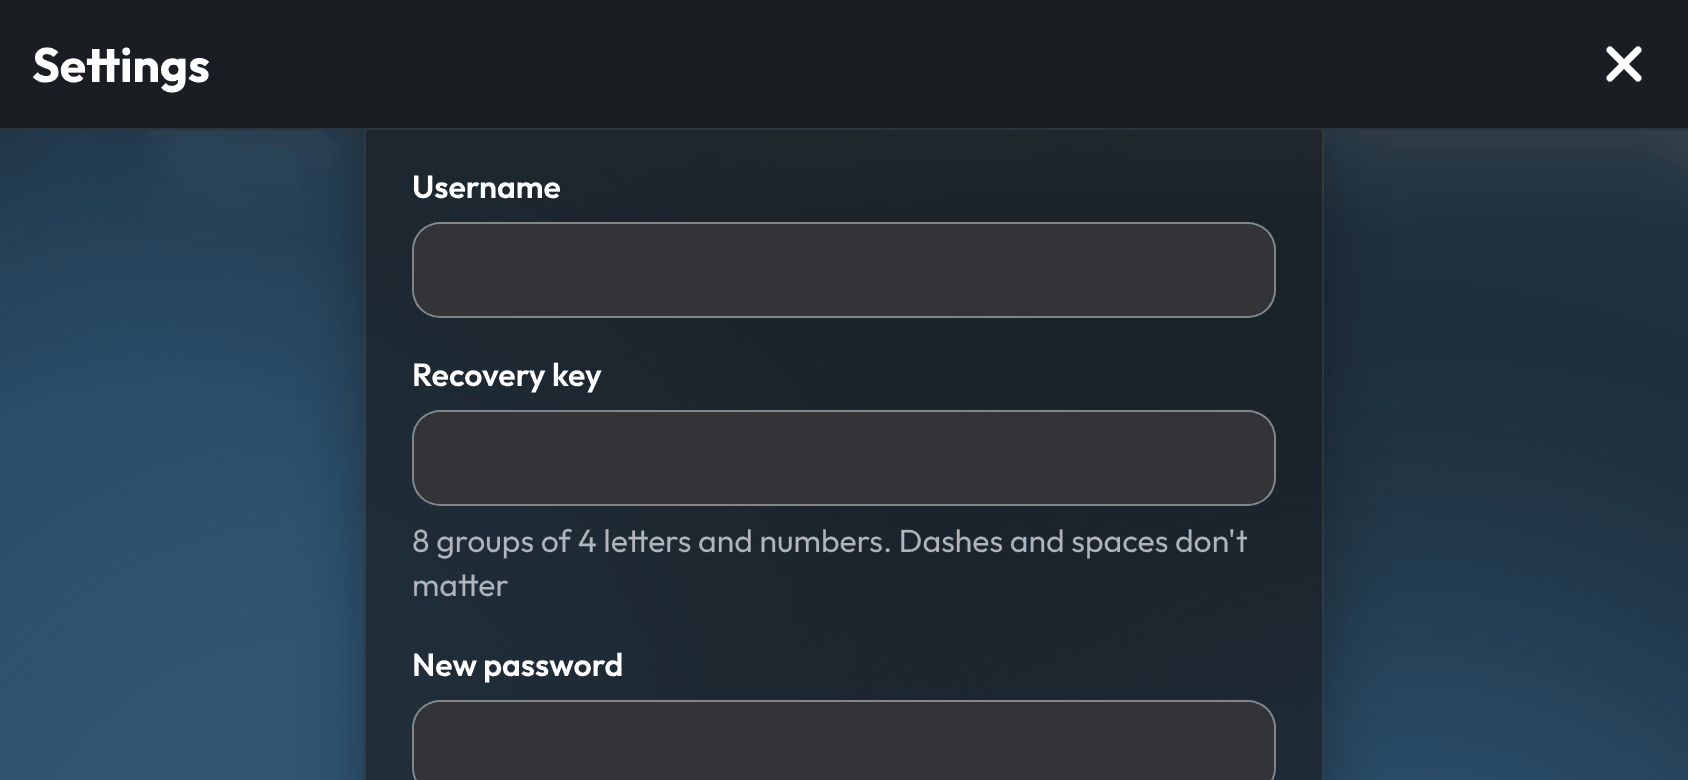 Settings
Username
Recovery key
8 groups of 4 letters and numbers. Dashes and spaces don't
matter
New password